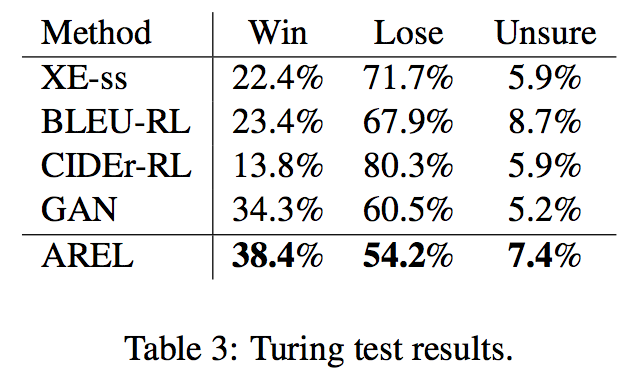 Method Win Lose Unsure
XE-ss 22.4% 71.7% 5.9%
BLEU-RL 23.4% 67.9% 8.7%
CIDEr-RL 13.8% 80.3% 5.9%
GAN 34.3% 60.5% 5.2%
AREL 38.4% 54.2% 7.4%
Table 3: Turing test results.